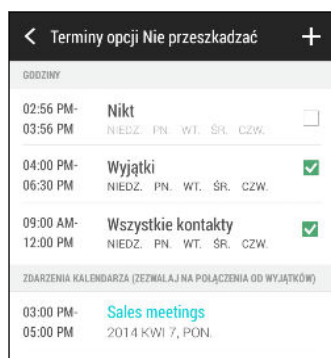 Terminy opcji Nie przeszkadzać
GODZINY
02:56 PM- Nikt
03:56 PM NIEDZ. PN. WT. ŚR. CZW.
04:00 PM- Wyjątki
06:30 PM NIEDZ. PN. WT. ŚR. CZW.
09:00 AM- Wszystkie kontakty
12:00 PM NIEDZ. PN. WT. ŚR. CZW.
ZDARZENIA KALENDARZA (ZEZWALAJ NA POŁĄCZENIA OD WYJĄTKÓW)
03:00 PM- Sales meetings
05:00 PM 2014 KWI 7, PON.